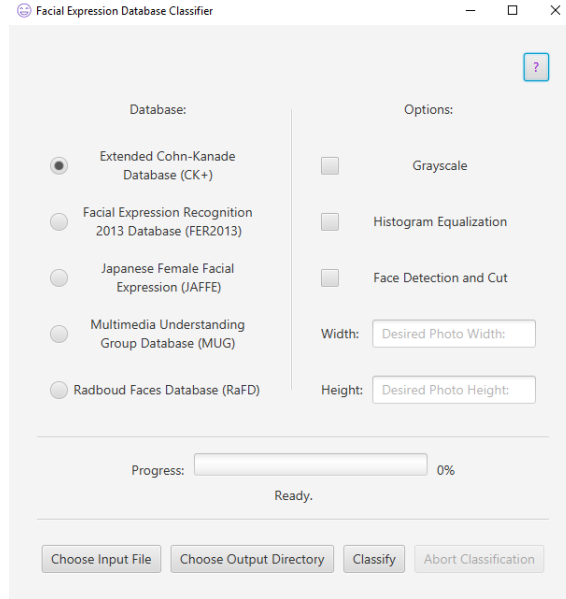 Facial Expression Database Classifier
?
Database:
Extended Cohn-Kanade
Database (CK+)
Facial Expression Recognition
2013 Database (FER2013)
Japanese Female Facial
Expression (JAFFE)
Multimedia Understanding
Group Database (MUG)
Radboud Faces Database (RaFD)
Options:
Grayscale
Histogram Equalization
Face Detection and Cut
Width: Desired Photo Width:
Height: Desired Photo Height:
Progress: 0%
Ready.
Choose Input File Choose Output Directory Classify Abort Classification